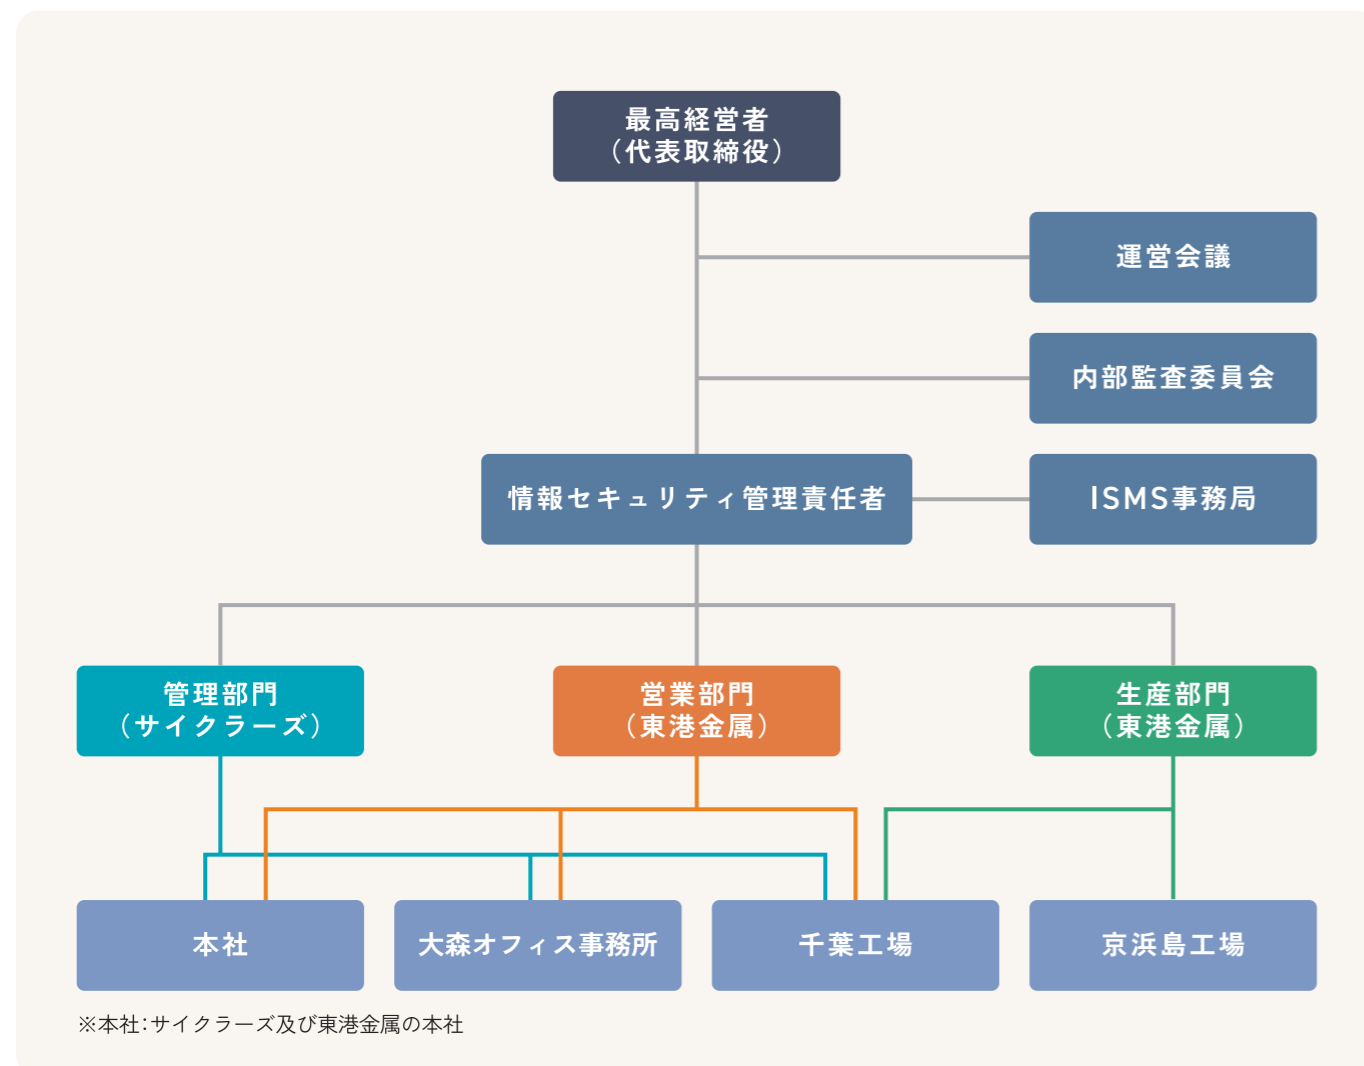 最高経営者
（代表取締役）
運営会議
内部監査委員会
情報セキュリティ管理責任者
ISMS事務局
管理部門
（サイクラーズ）
営業部門
（東港金属）
生産部門
（東港金属）
本社
大森オフィス事務所
千葉工場
京浜島工場
※本社：サイクラーズ及び東港金属の本社